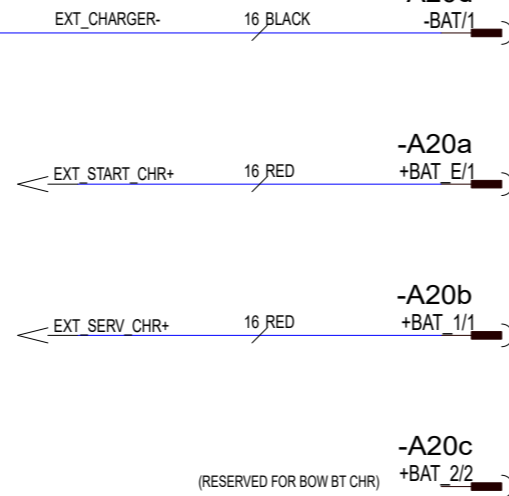 EXT_CHARGER- 16 BLACK -BAT/1
-A20a
EXT_START_CHR+ 16 RED +BAT_E/1
-A20b
EXT_SERV_CHR+ 16 RED +BAT_1/1
-A20c
(RESERVED FOR BOW BT CHR) +BAT_2/2